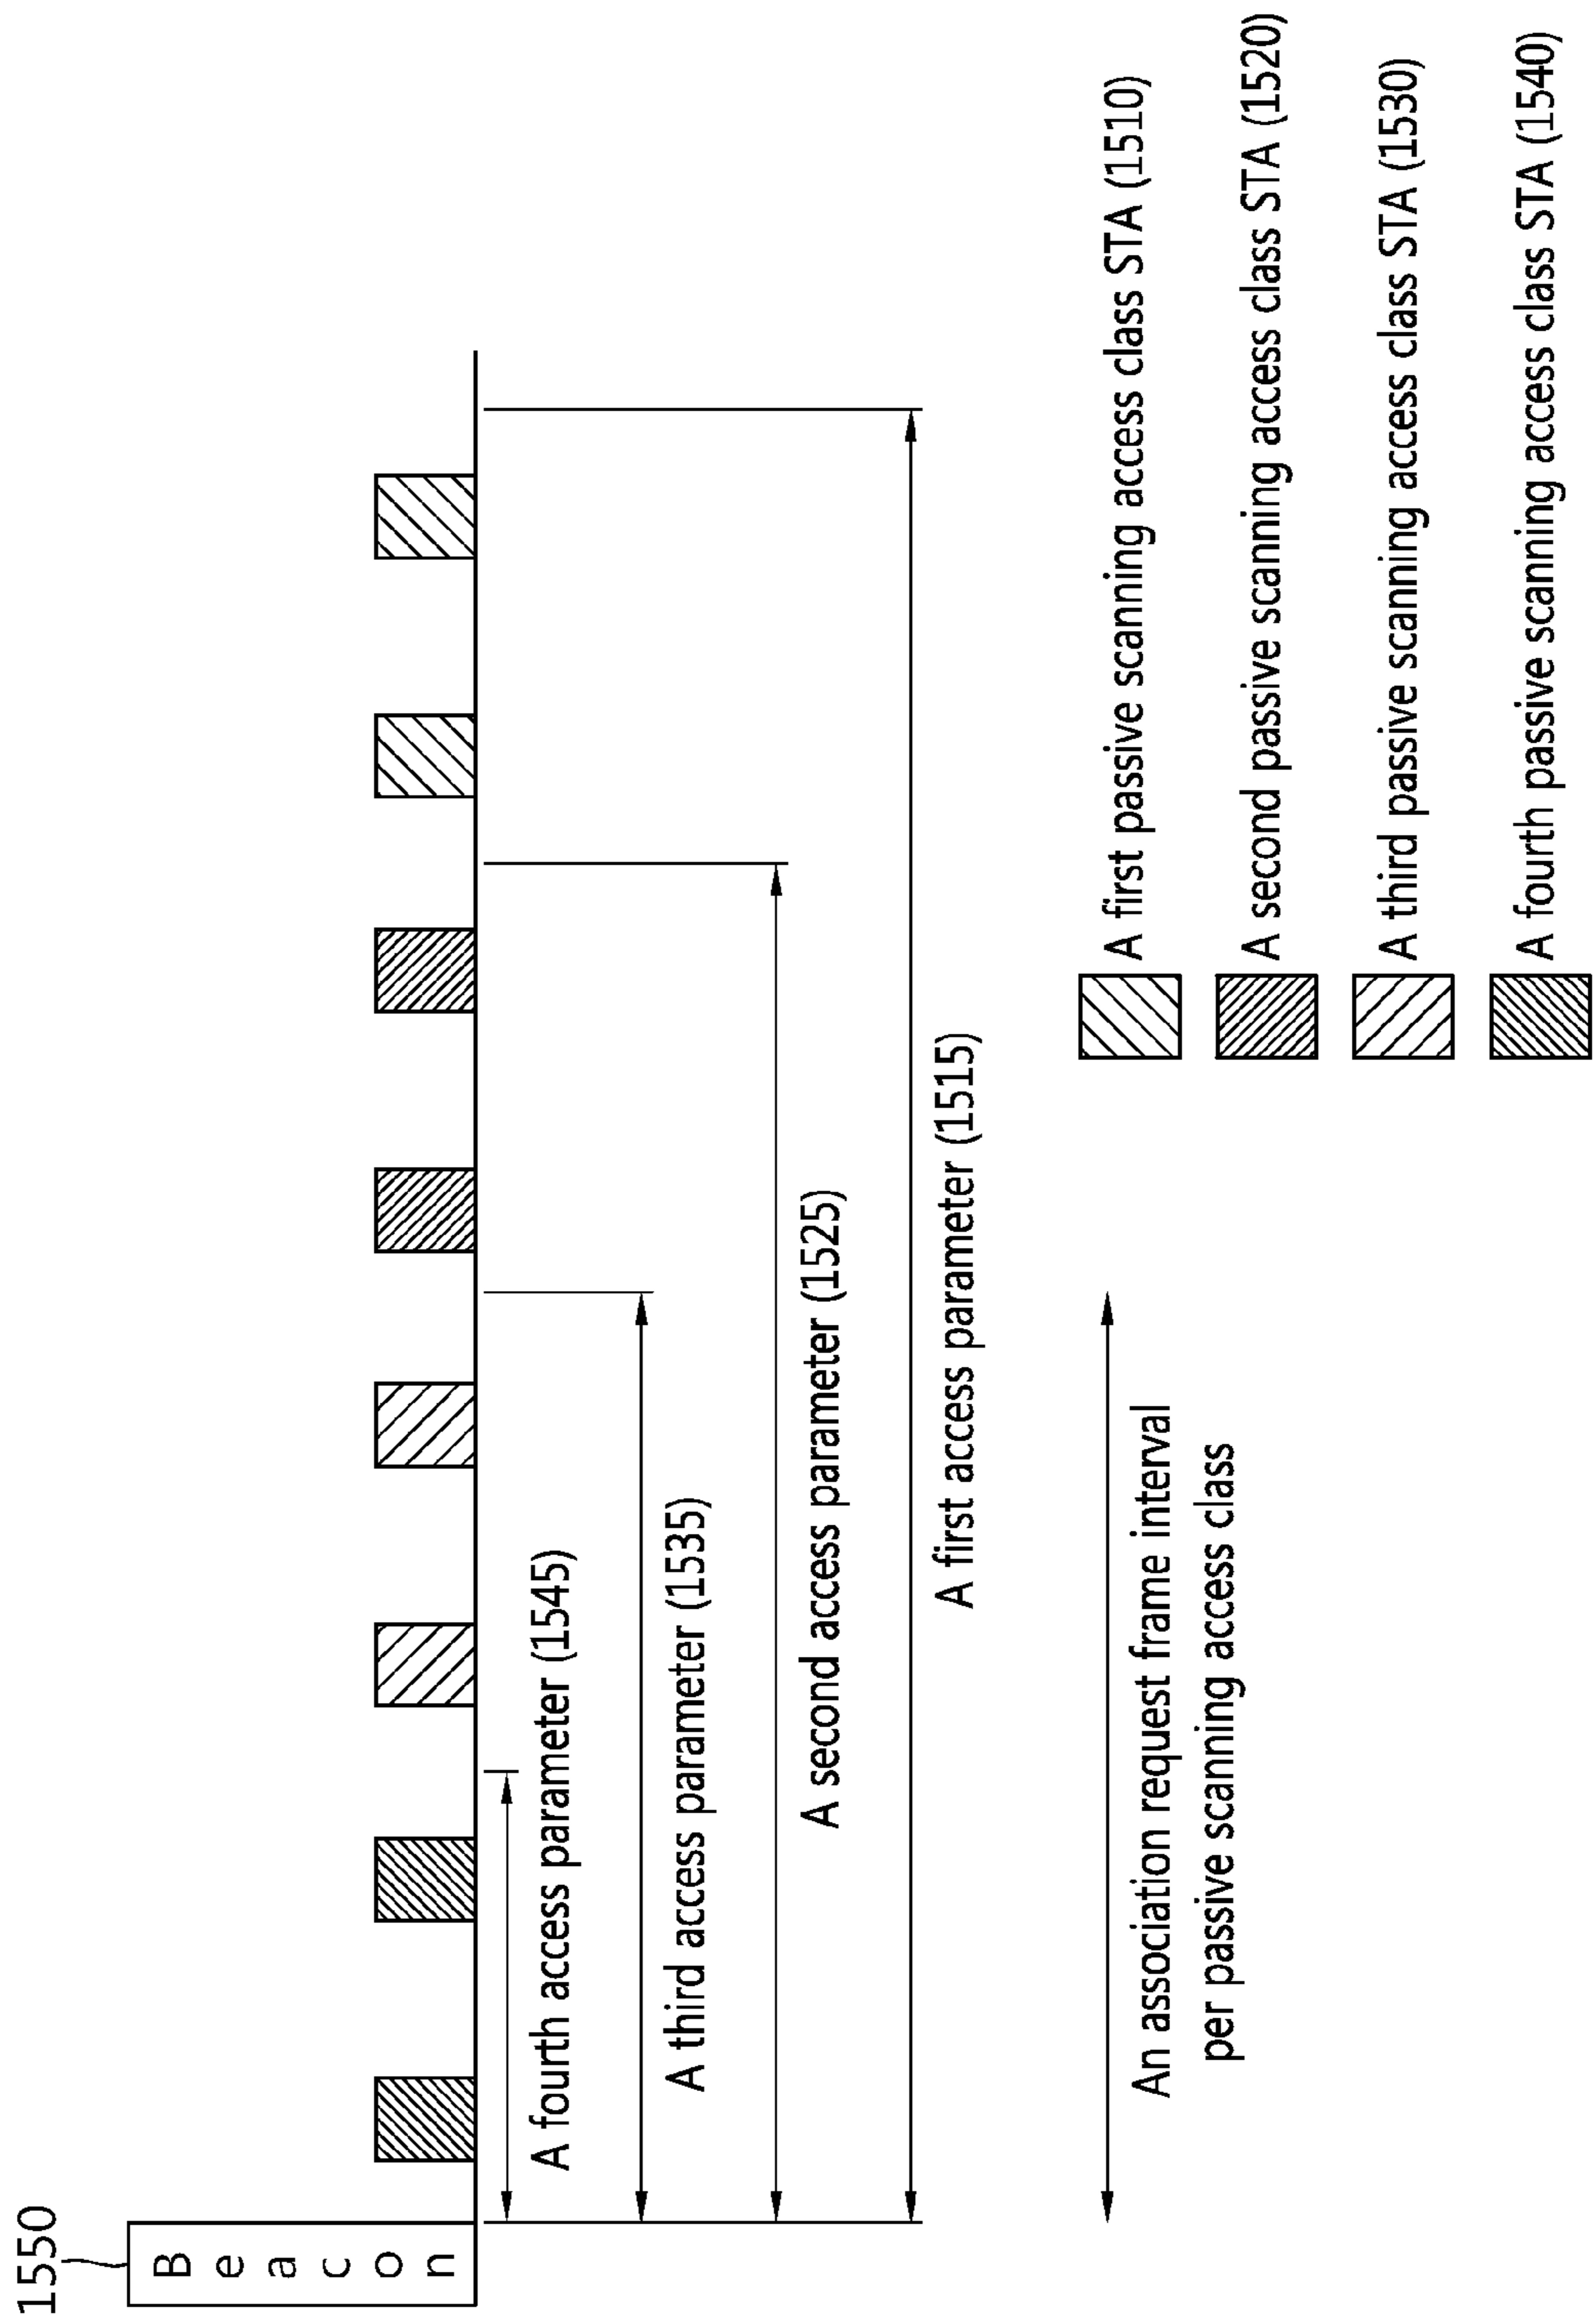 1550
Beacon
A fourth access parameter (1545)
A third access parameter (1535)
A second access parameter (1525)
A first access parameter (1515)
An association request frame interval
per passive scanning access class
A first passive scanning access class STA (1510)
A second passive scanning access class STA (1520)
A third passive scanning access class STA (1530)
A fourth passive scanning access class STA (1540)